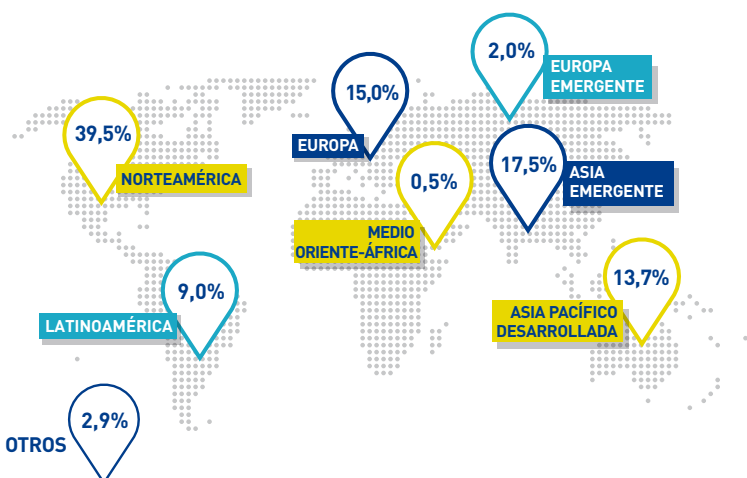 2,0%
EUROPA
EMERGENTE
15,0%
EUROPA
39,5%
NORTEAMÉRICA
17,5%
ASIA
EMERGENTE
0,5%
MEDIO
ORIENTE-ÁFRICA
13,7%
ASIA PACÍFICO
DESARROLLADA
9,0%
LATINOAMÉRICA
2,9%
OTROS